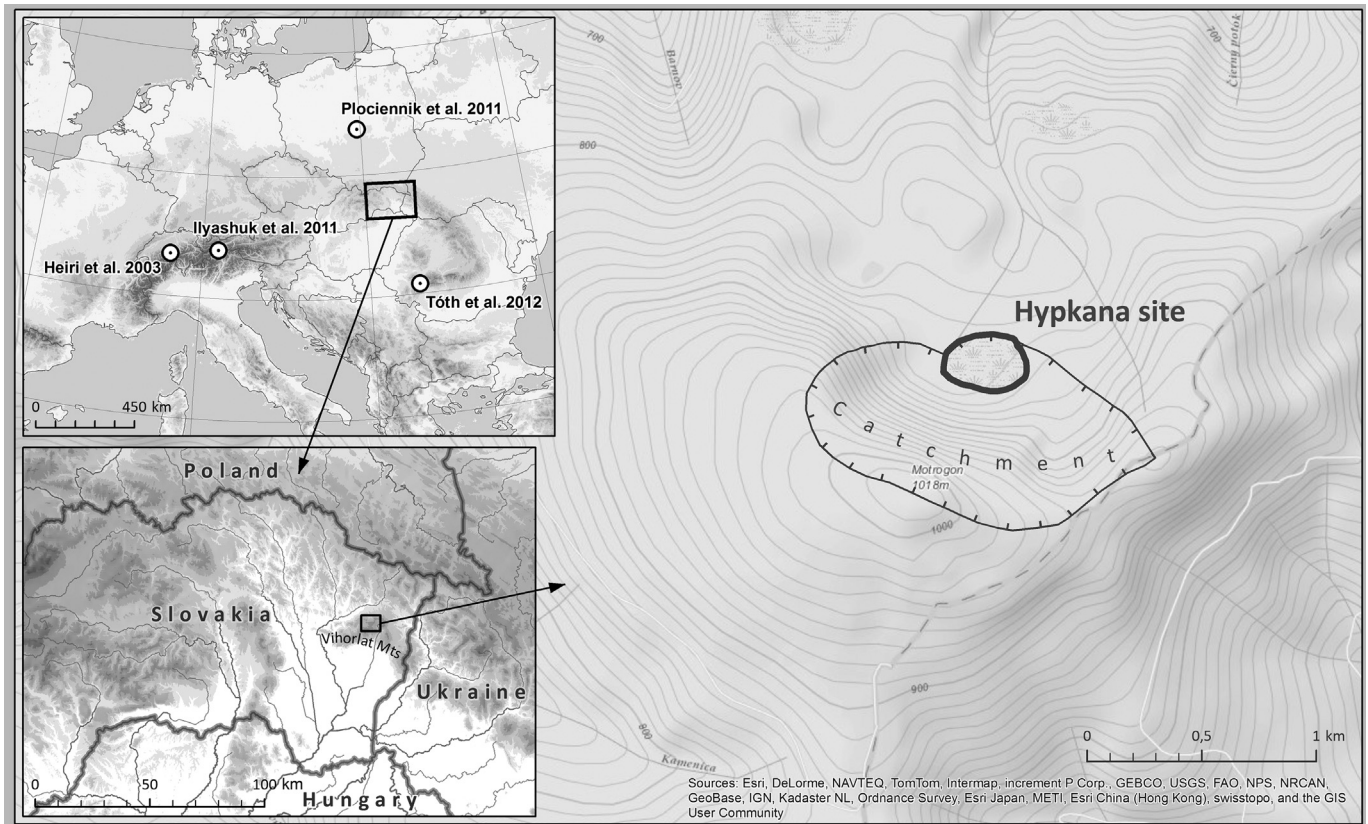 Plociennik et al. 2011
Ilyashuk et al. 2011
Heiri et al. 2003
Tóth et al. 2012
0 450 km
Poland
Slovakia
Vihorlat Mts
Ukraine
0 50 100 km
Hungary
700
Barnov
700
Čierny potok
800
Hypkana site
Catchment
Motrogon
1018m
1000
900
800
Kamenica
0 0,5 1 km
Sources: Esri, DeLorme, NAVTEQ, TomTom, Intermap, increment P Corp., GEBCO, USGS, FAO, NPS, NRCAN,
GeoBase, IGN, Kadaster NL, Ordnance Survey, Esri Japan, METI, Esri China (Hong Kong), swisstopo, and the GIS
User Community